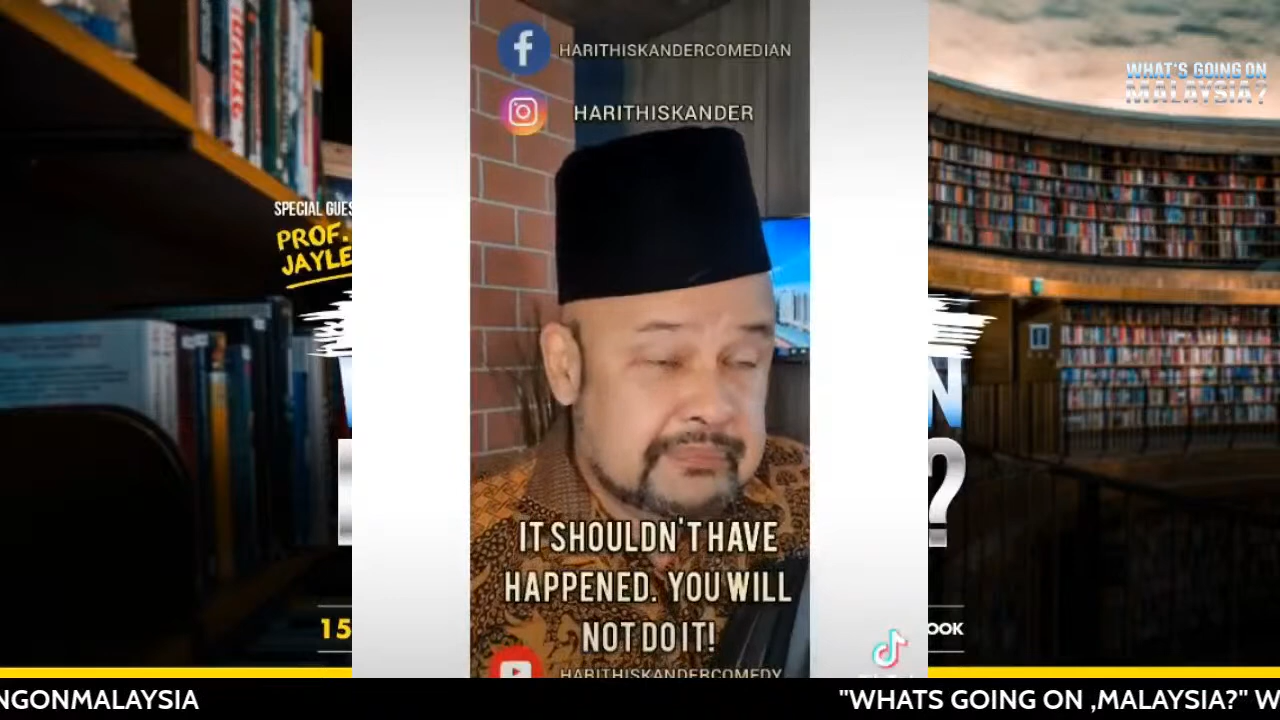 HARITHISKANDERCOMEDIAN
HARITHISKANDER
WHAT'S GOING ON
MALAYSIA?
SPECIAL GUES
PROF.
JAYLE
N
?
IT SHOULDN'T HAVE
HAPPENED. YOU WILL
NOT DO IT!
15
OOK
HARITHISKANDERCOMEDY
NGONMALAYSIA
"WHATS GOING ON ,MALAYSIA?" W